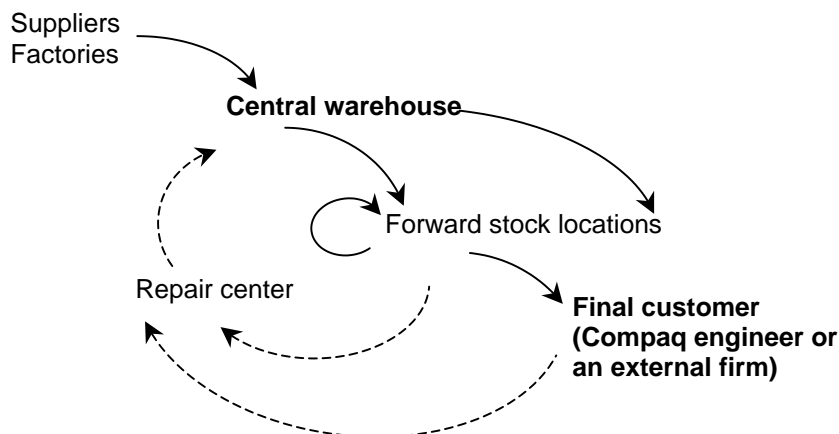 Suppliers
Factories
Central warehouse
Forward stock locations
Repair center
Final customer
(Compaq engineer or
an external firm)